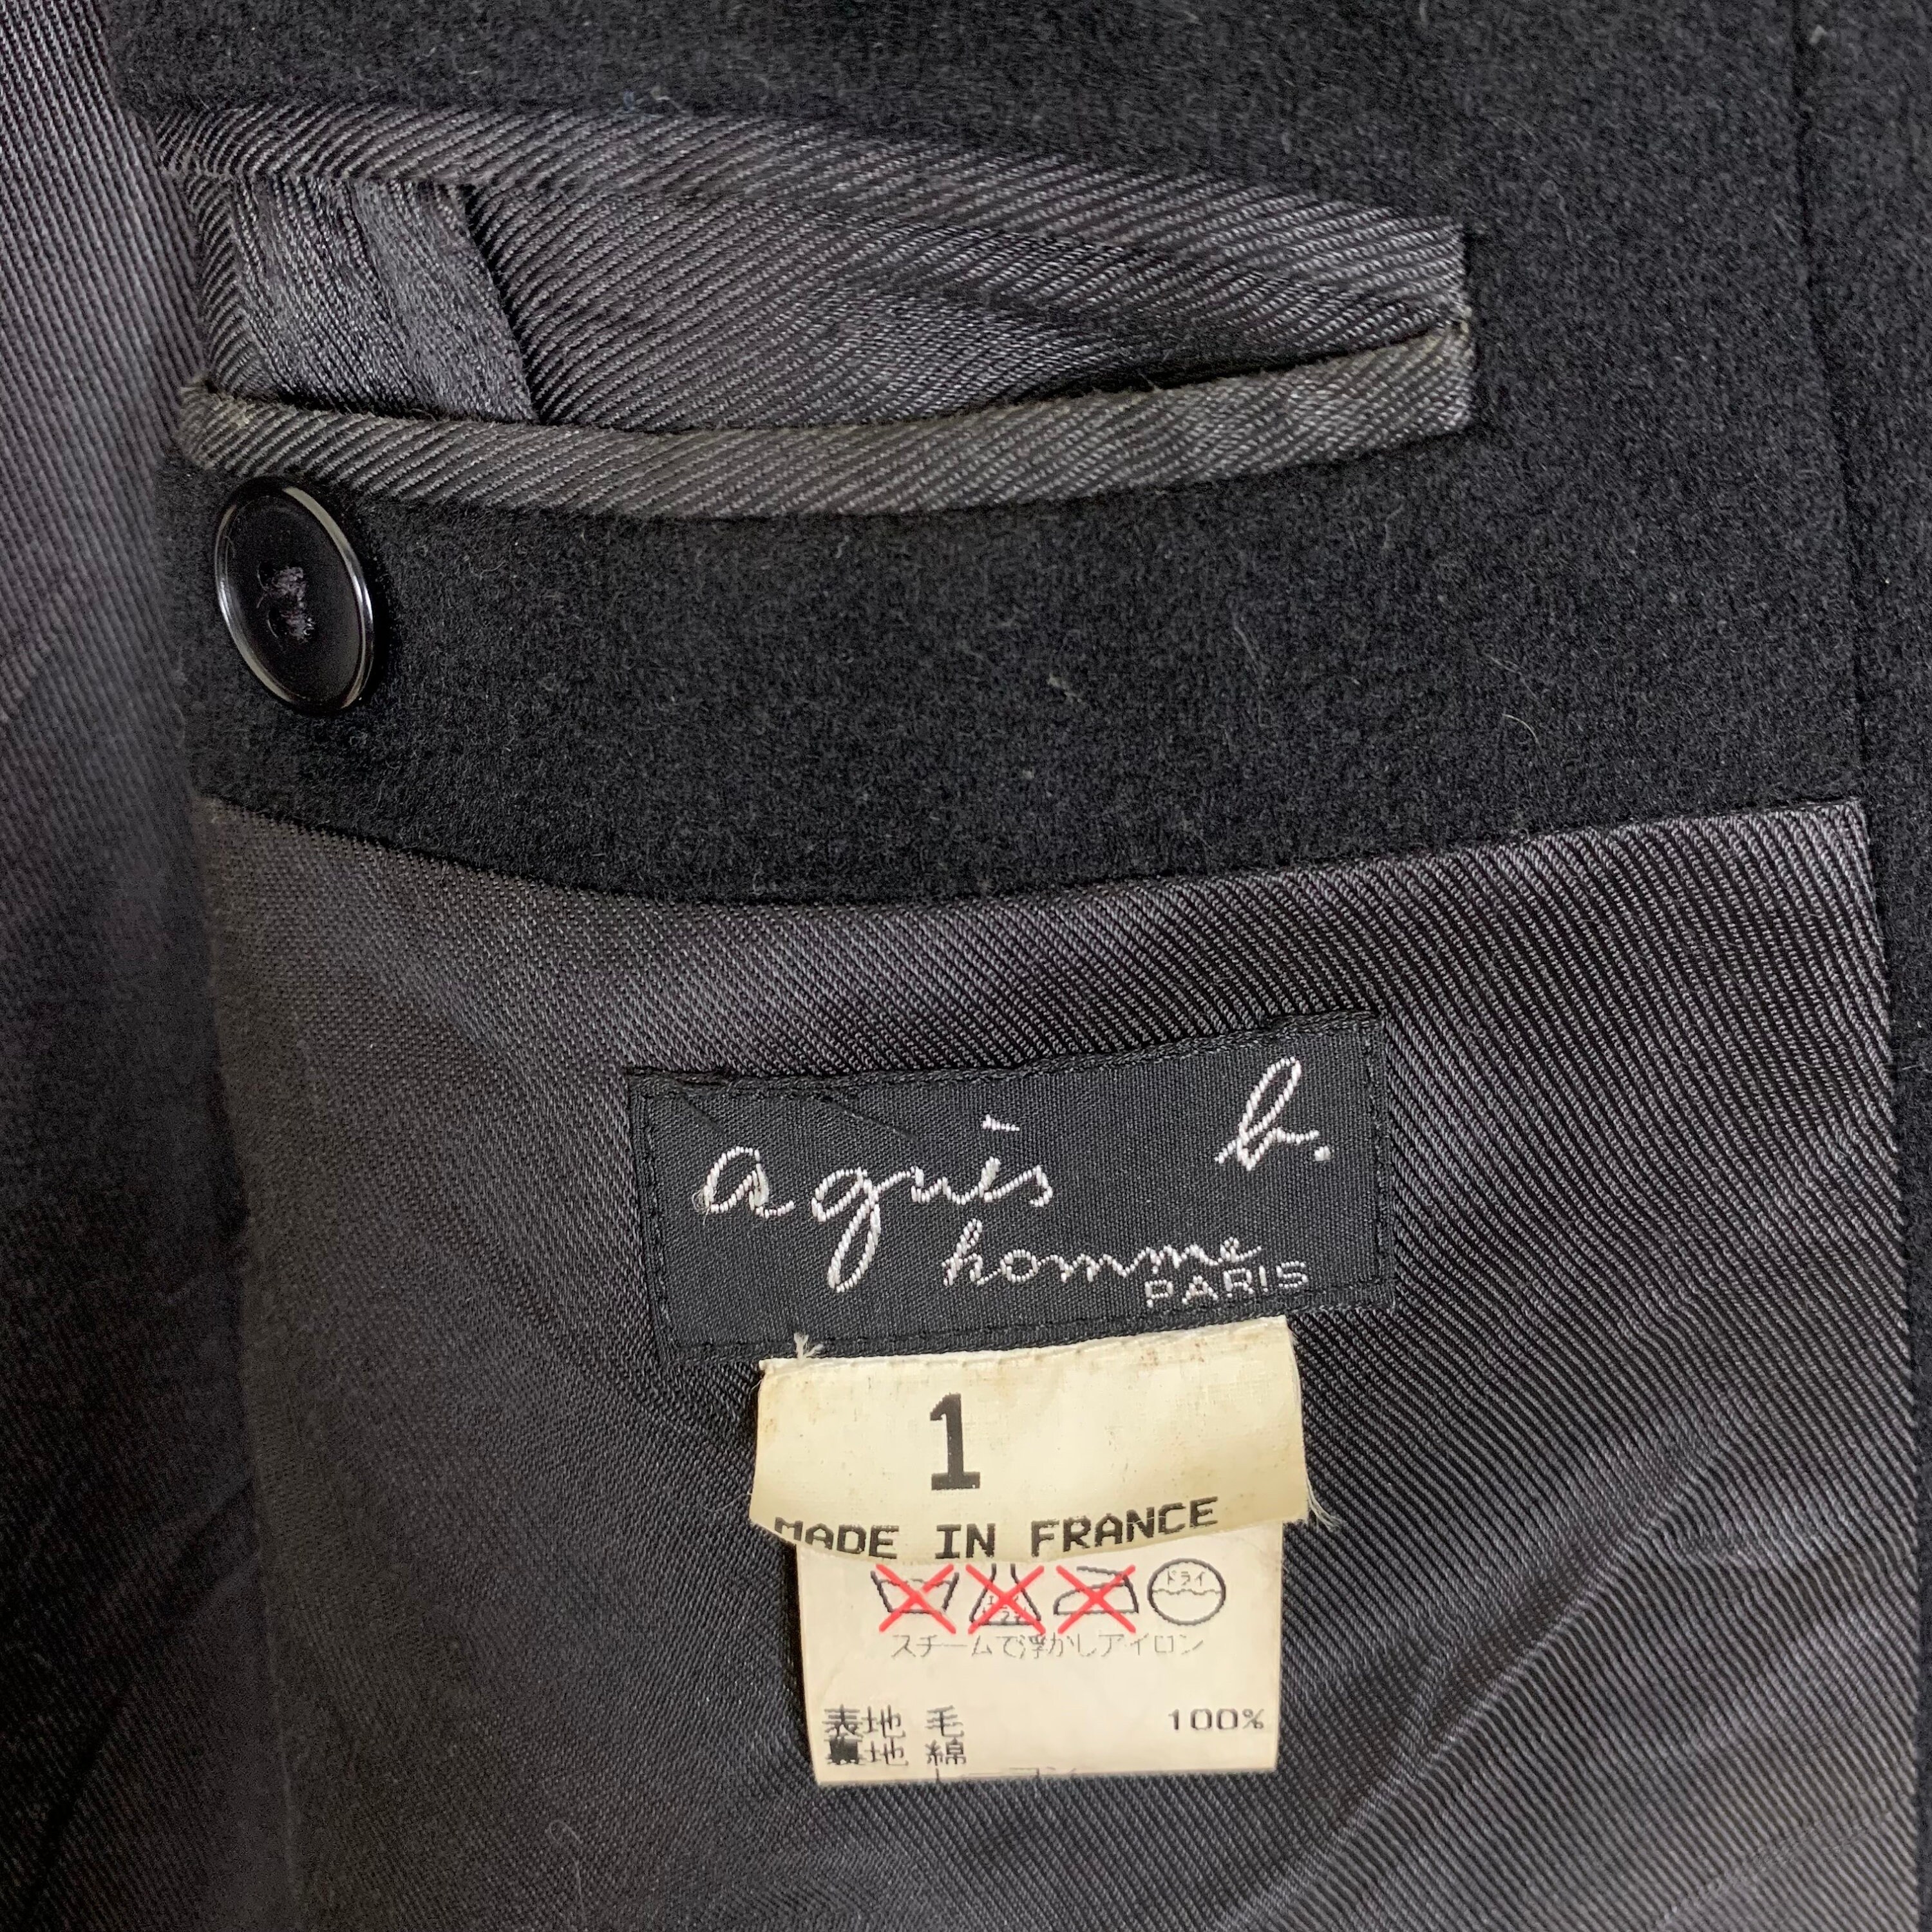 agnès b.
homme
PARIS
1
MADE IN FRANCE
ドライ
スチームで浮かしアイロン
表地 毛 100%
裏地 綿